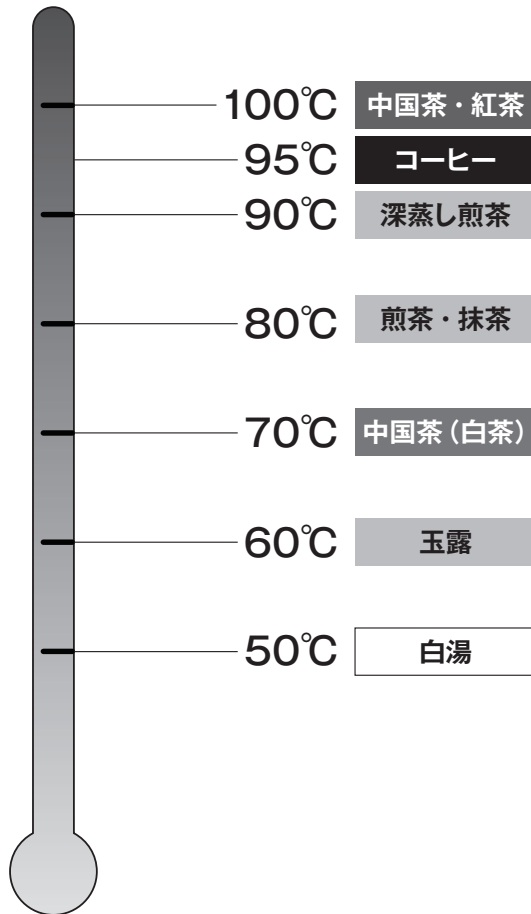 100℃ 中国茶・紅茶
95℃ コーヒー
90℃ 深蒸し煎茶
80℃ 煎茶・抹茶
70℃ 中国茶（白茶）
60℃ 玉露
50℃ 白湯